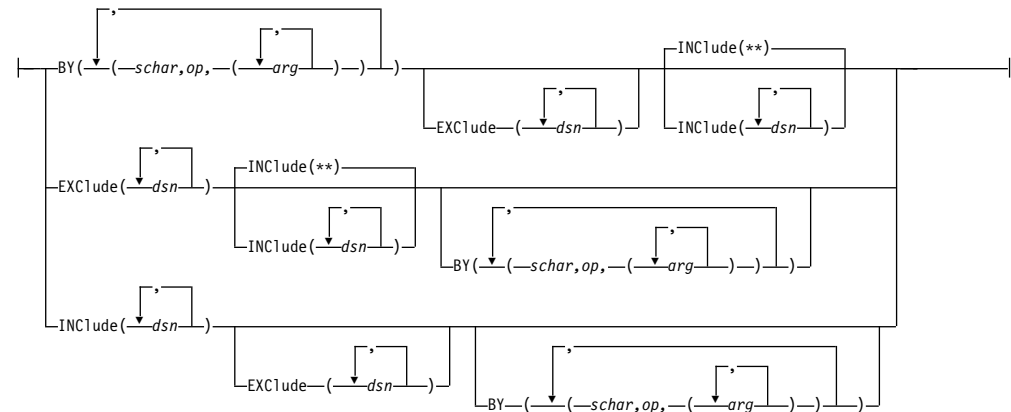 , , , INClude(**)
BY( ( schar,op, ( arg ) ) ) , ,
EXClude ( dsn ) INClude( dsn )
, INClude(**)
EXClude( dsn ) , , ,
INClude( dsn )
BY( ( schar,op, ( arg ) ) )
,
INClude( dsn ) , , ,
EXClude ( dsn )
BY ( ( schar,op, ( arg ) ) )